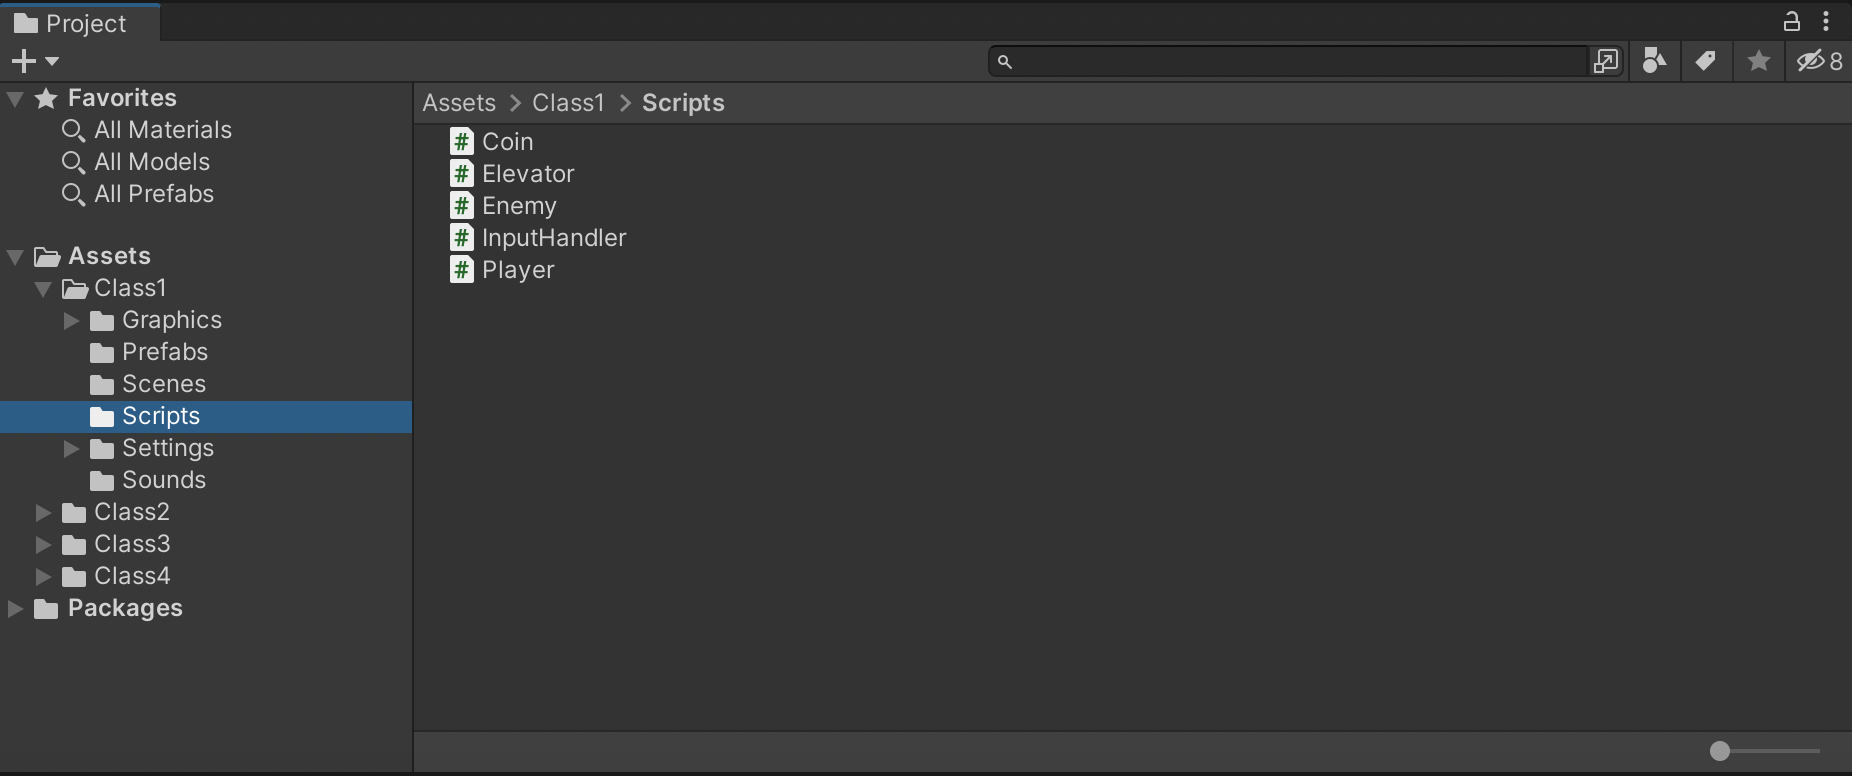 Project
8
Favorites
All Materials
All Models
All Prefabs
Assets
Class1
Graphics
Prefabs
Scenes
Scripts
Settings
Sounds
Class2
Class3
Class4
Packages
Assets > Class1 > Scripts
Coin
Elevator
Enemy
InputHandler
Player